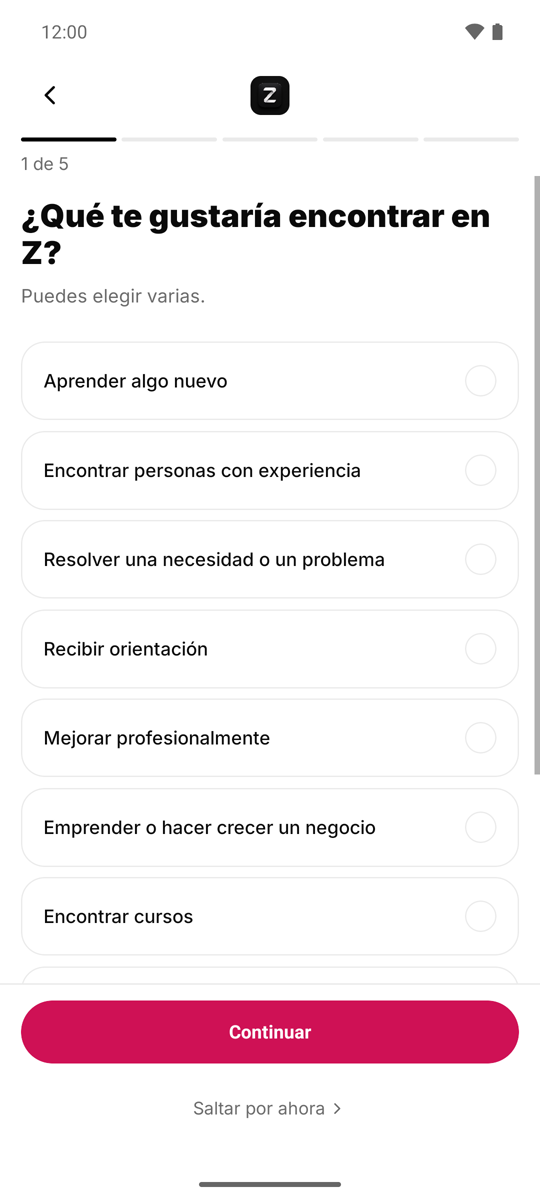 12:00
Z
1 de 5
¿Qué te gustaría encontrar en
Z?
Puedes elegir varias.
Aprender algo nuevo
Encontrar personas con experiencia
Resolver una necesidad o un problema
Recibir orientación
Mejorar profesionalmente
Emprender o hacer crecer un negocio
Encontrar cursos
Continuar
Saltar por ahora